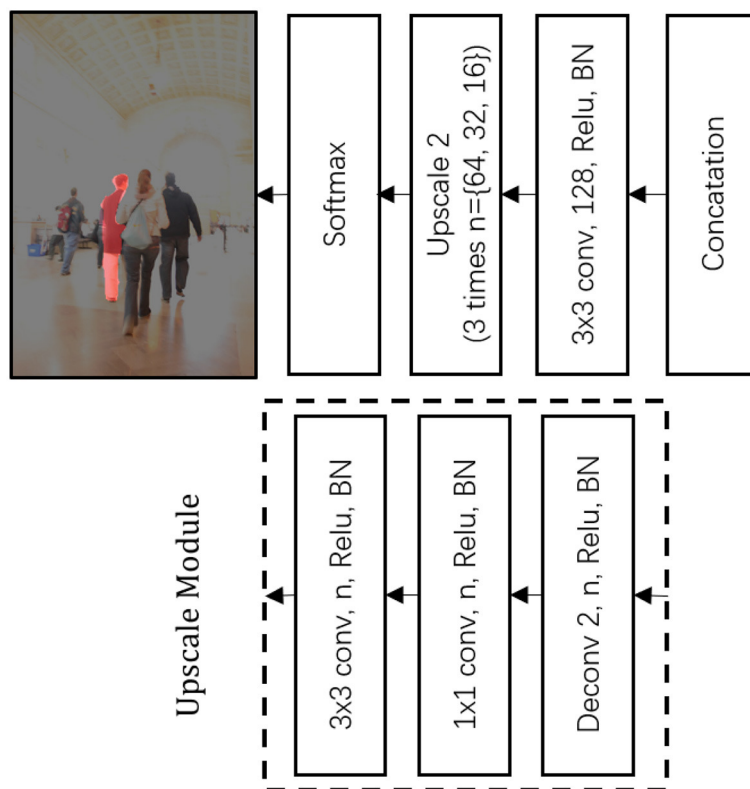 Softmax
Upscale 2
(3 times n={64, 32, 16})
3x3 conv, 128, Relu, BN
Concatation
Upscale Module
3x3 conv, n, Relu, BN
1x1 conv, n, Relu, BN
Deconv 2, n, Relu, BN